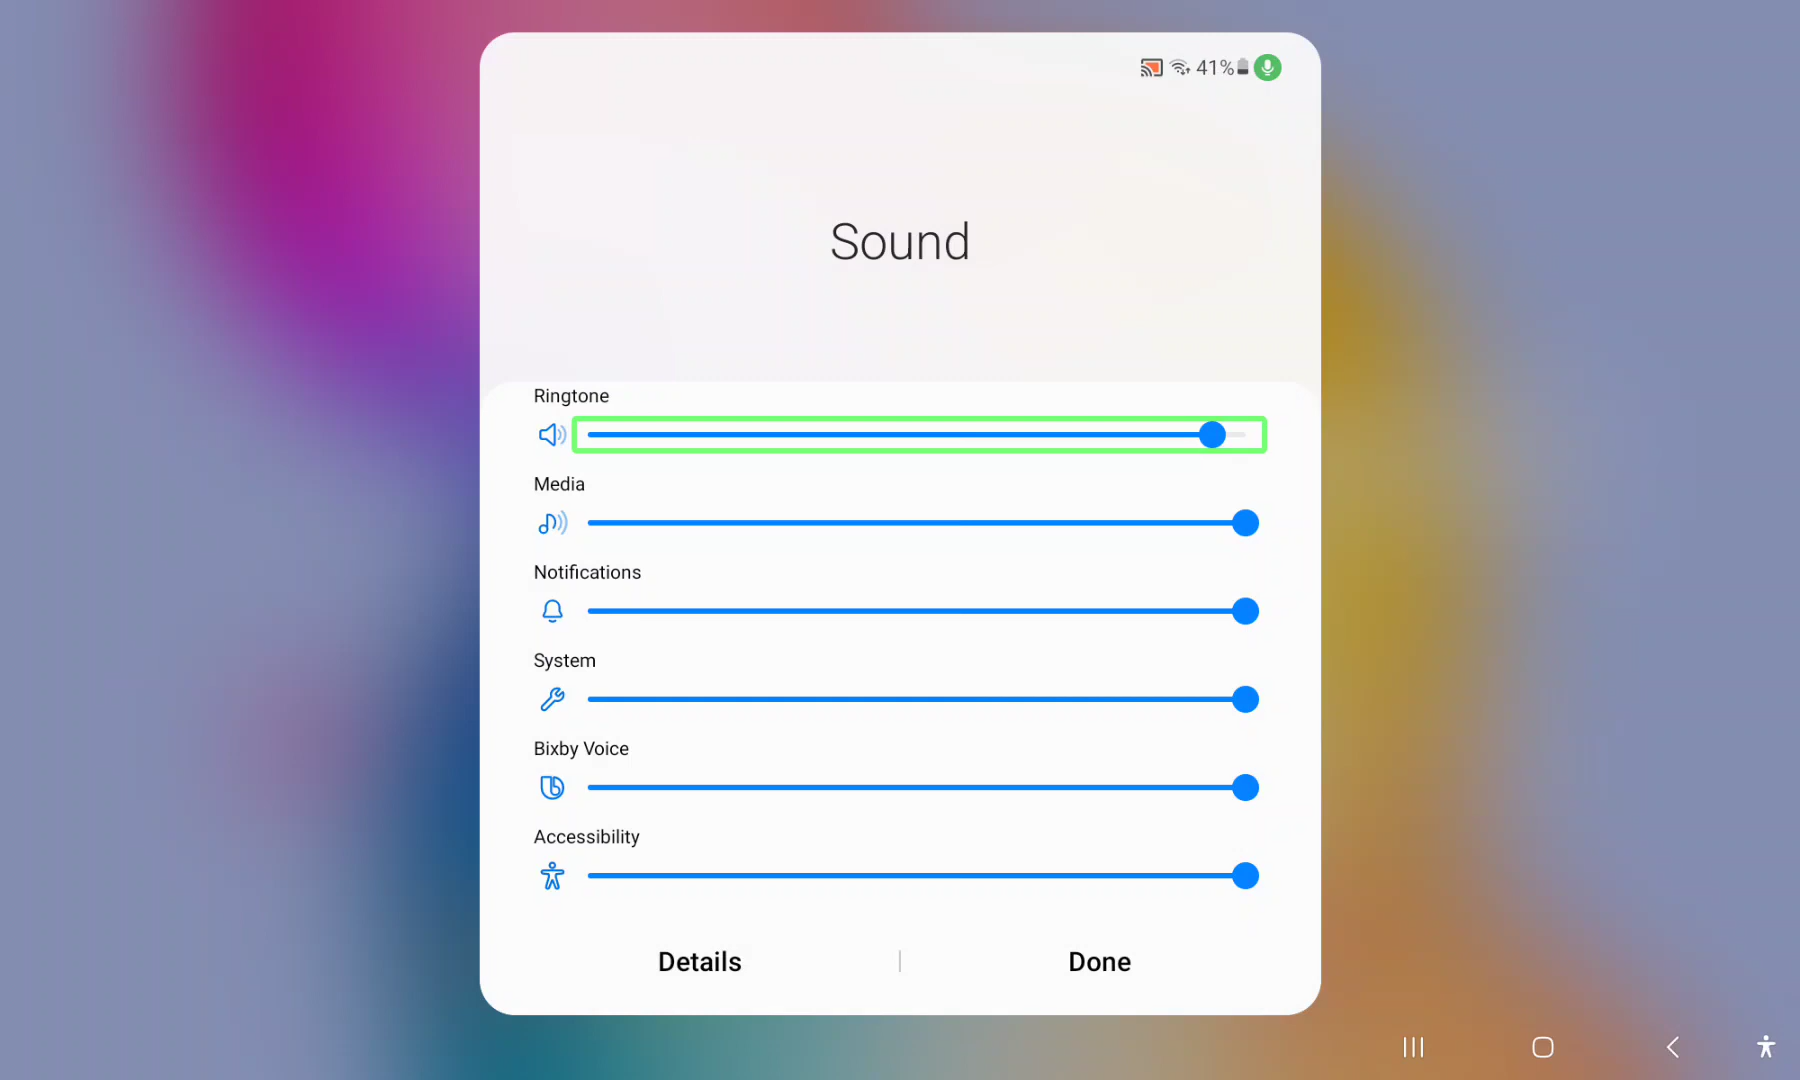 41%
Sound
Ringtone
Media
Notifications
System
Bixby Voice
Accessibility
Details
Done